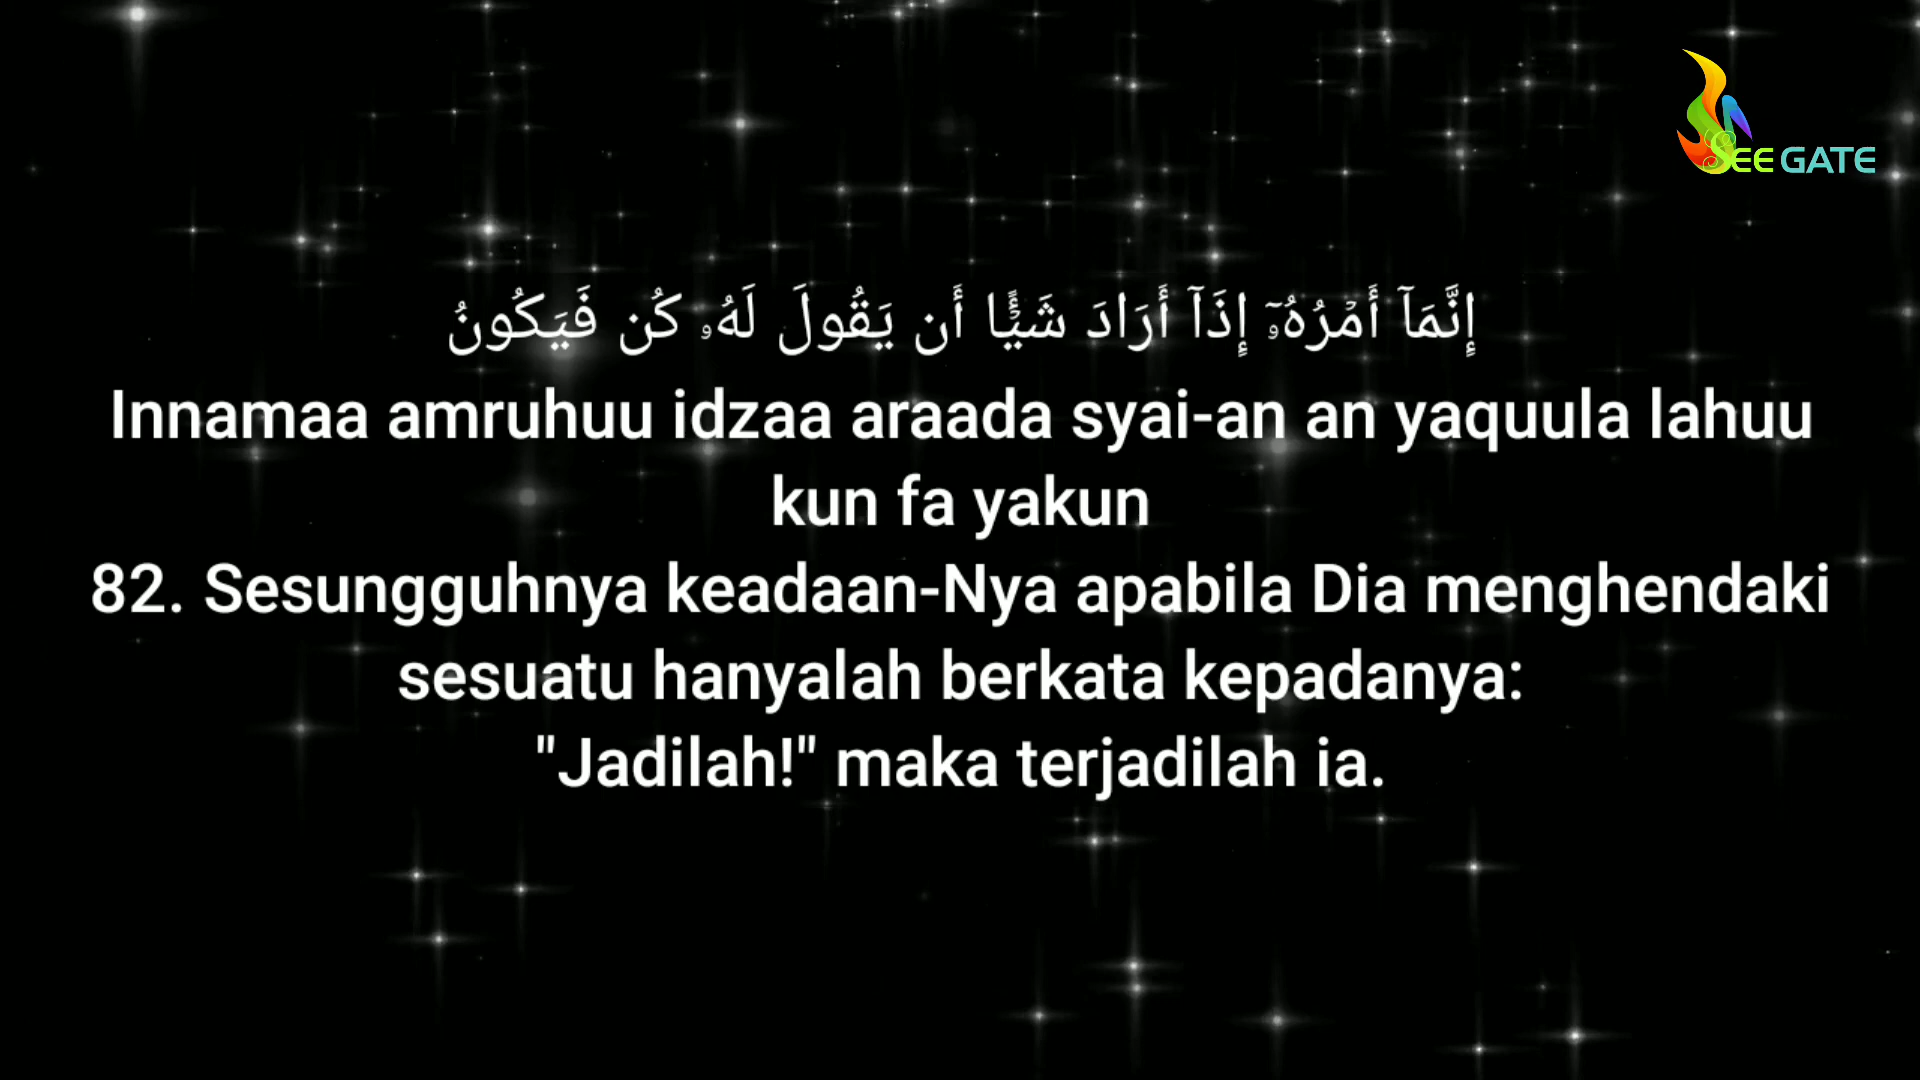 SEE GATE
إِنَّمَآ أَمۡرُهُۥٓ إِذَآ أَرَادَ شَيۡـًٔا أَن يَقُولَ لَهُۥ كُن فَيَكُونُ
Innamaa amruhuu idzaa araada syai-an an yaquula lahuu
kun fa yakun
82. Sesungguhnya keadaan-Nya apabila Dia menghendaki
sesuatu hanyalah berkata kepadanya:
"Jadilah!" maka terjadilah ia.